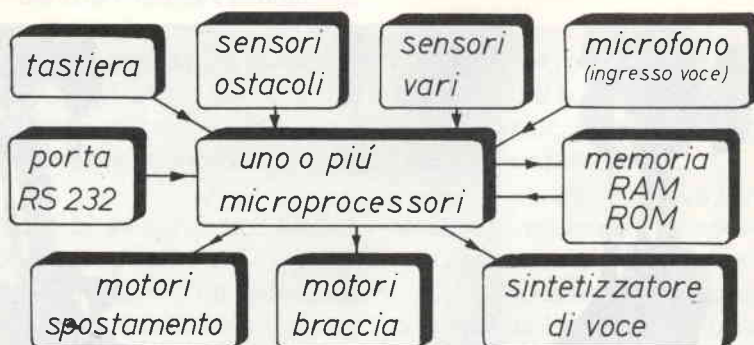 tastiera
sensori
ostacoli
sensori
vari
microfono
(ingresso voce)
porta
RS 232
uno o piú
microprocessori
memoria
RAM
ROM
motori
spostamento
motori
braccia
sintetizzatore
di voce